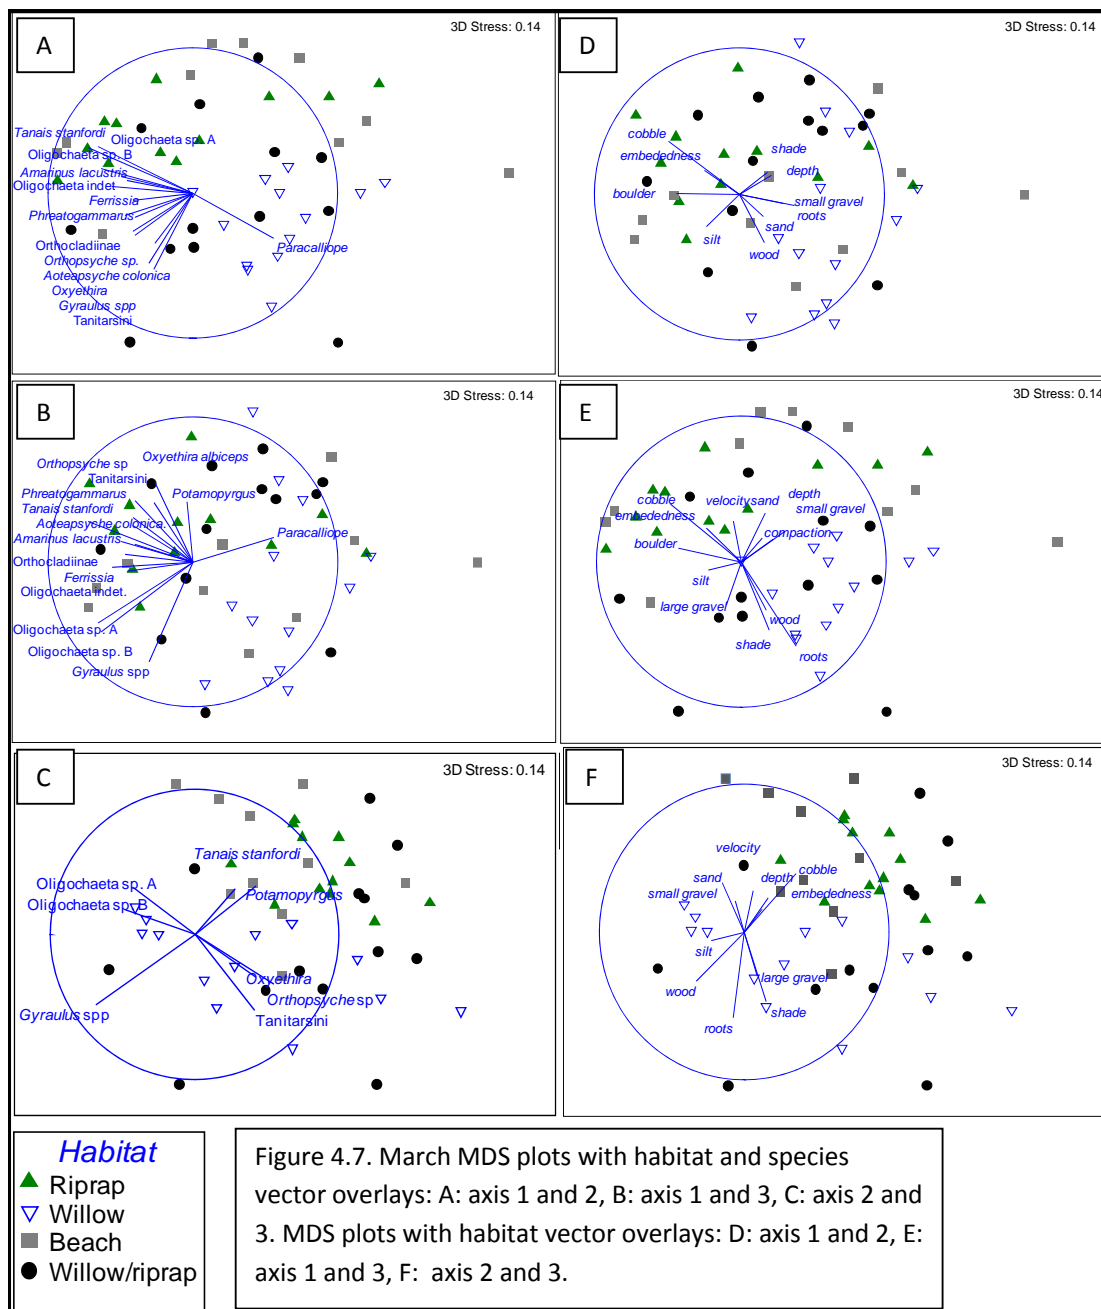 A
3D Stress: 0.14
Tanais stanfordi
Oligochaeta sp. A
Oligochaeta sp. B
Amarinus lacustris
Oligochaeta indet
Ferrissia
Phreatogammarus
Orthocladiinae
Orthopsyche sp.
Aoteapsyche colonica
Oxyethira
Gyraulus spp
Tanitarsini
Paracalliope
D
3D Stress: 0.14
cobble
embededness
shade
depth
boulder
small gravel
roots
sand
silt
wood
B
3D Stress: 0.14
Orthopsyche sp
Oxyethira albiceps
Tanitarsini
Phreatogammarus
Potamopyrgus
Tanais stanfordi
Aoteapsyche colonica.
Paracalliope
Amarinus lacustris
Orthocladiinae
Ferrissia
Oligochaeta indet.
Oligochaeta sp. A
Oligochaeta sp. B
Gyraulus spp
E
3D Stress: 0.14
cobble
velocity
sand
depth
small gravel
embededness
compaction
boulder
silt
large gravel
wood
shade
roots
C
3D Stress: 0.14
Tanais stanfordi
Oligochaeta sp. A
Potamopyrgus
Oligochaeta sp. B
Oxyethira
Orthopsyche sp
Gyraulus spp
Tanitarsini
F
3D Stress: 0.14
velocity
cobble
sand
depth
small gravel
embededness
silt
large gravel
wood
shade
roots
Habitat
Riprap
Willow
Beach
Willow/riprap
Figure 4.7. March MDS plots with habitat and species
vector overlays: A: axis 1 and 2, B: axis 1 and 3, C: axis 2 and
3. MDS plots with habitat vector overlays: D: axis 1 and 2, E:
axis 1 and 3, F: axis 2 and 3.